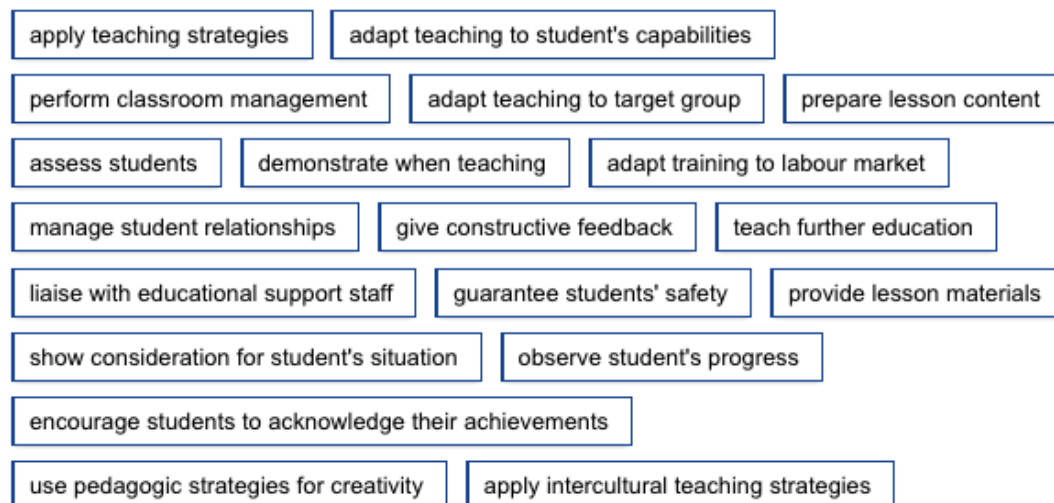 apply teaching strategies adapt teaching to student's capabilities
perform classroom management adapt teaching to target group prepare lesson content
assess students demonstrate when teaching adapt training to labour market
manage student relationships give constructive feedback teach further education
liaise with educational support staff guarantee students' safety provide lesson materials
show consideration for student's situation observe student's progress
encourage students to acknowledge their achievements
use pedagogic strategies for creativity apply intercultural teaching strategies